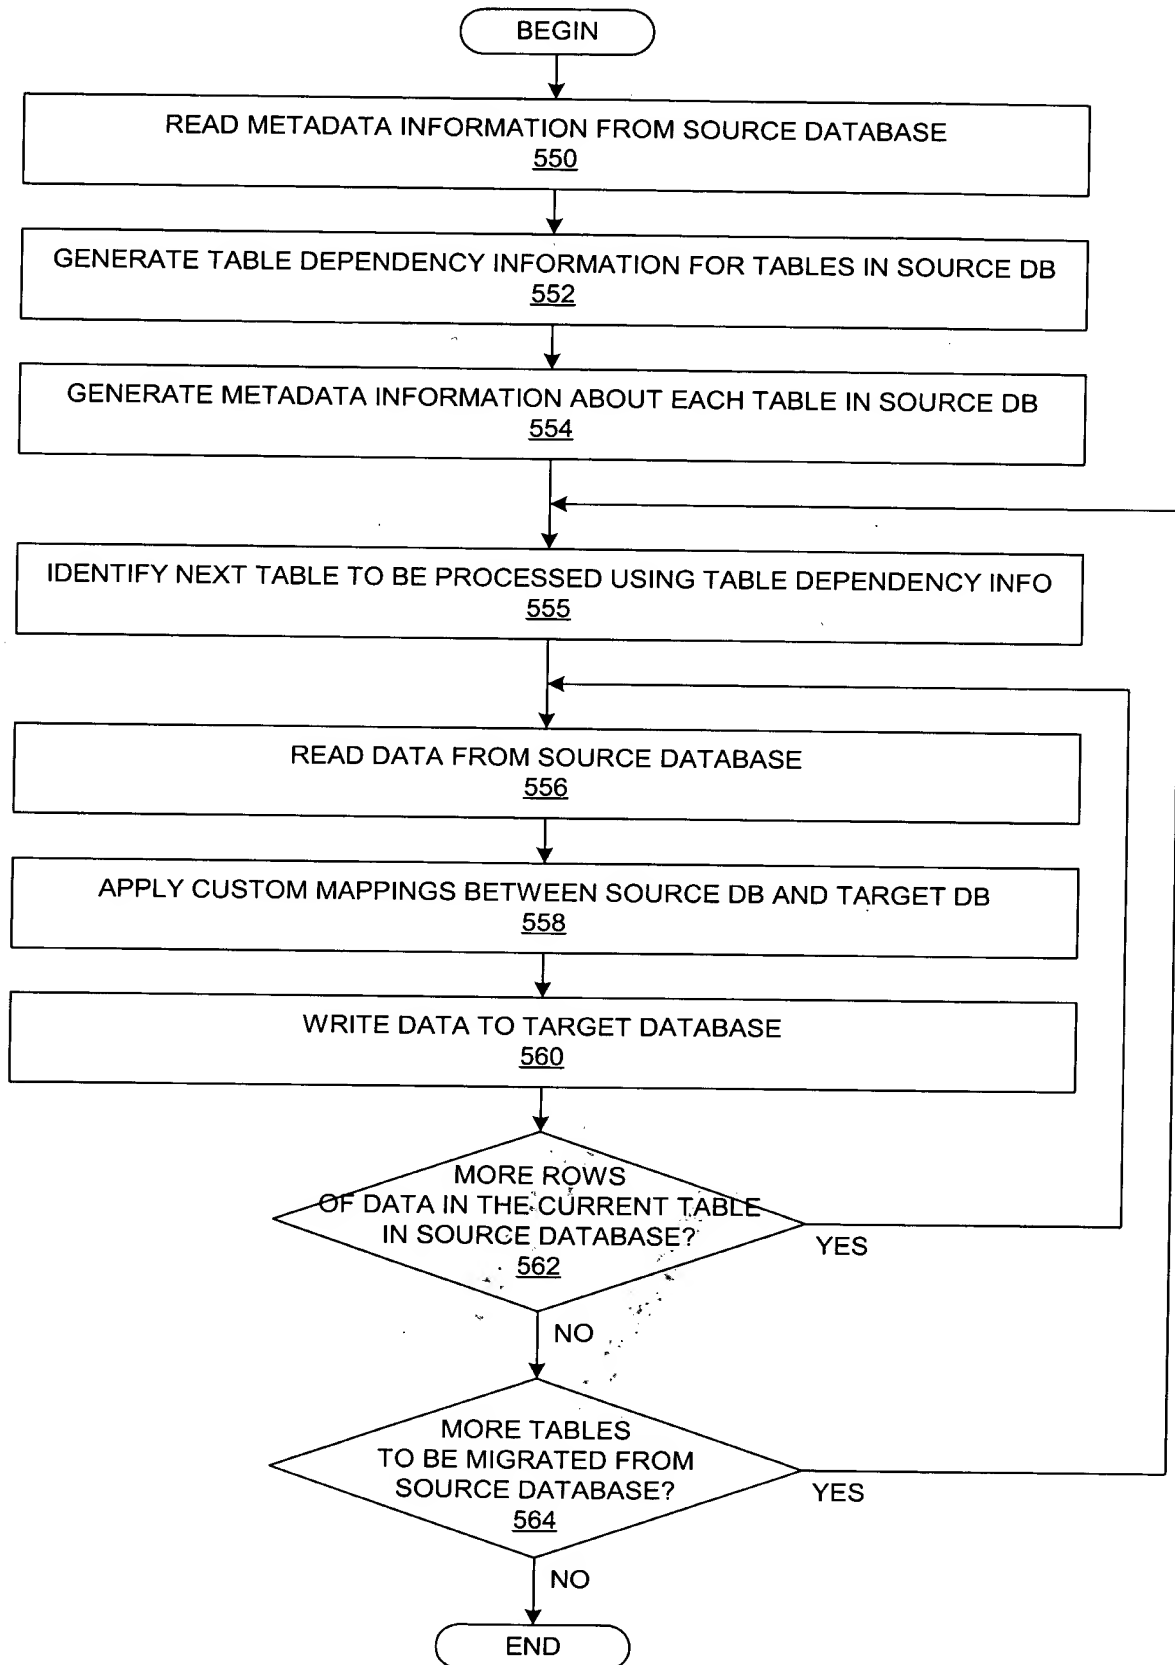 BEGIN
READ METADATA INFORMATION FROM SOURCE DATABASE
550
GENERATE TABLE DEPENDENCY INFORMATION FOR TABLES IN SOURCE DB
552
GENERATE METADATA INFORMATION ABOUT EACH TABLE IN SOURCE DB
554
IDENTIFY NEXT TABLE TO BE PROCESSED USING TABLE DEPENDENCY INFO
555
READ DATA FROM SOURCE DATABASE
556
APPLY CUSTOM MAPPINGS BETWEEN SOURCE DB AND TARGET DB
558
WRITE DATA TO TARGET DATABASE
560
MORE ROWS
OF DATA IN THE CURRENT TABLE
IN SOURCE DATABASE?
562
YES
NO
MORE TABLES
TO BE MIGRATED FROM
SOURCE DATABASE?
564
YES
NO
END